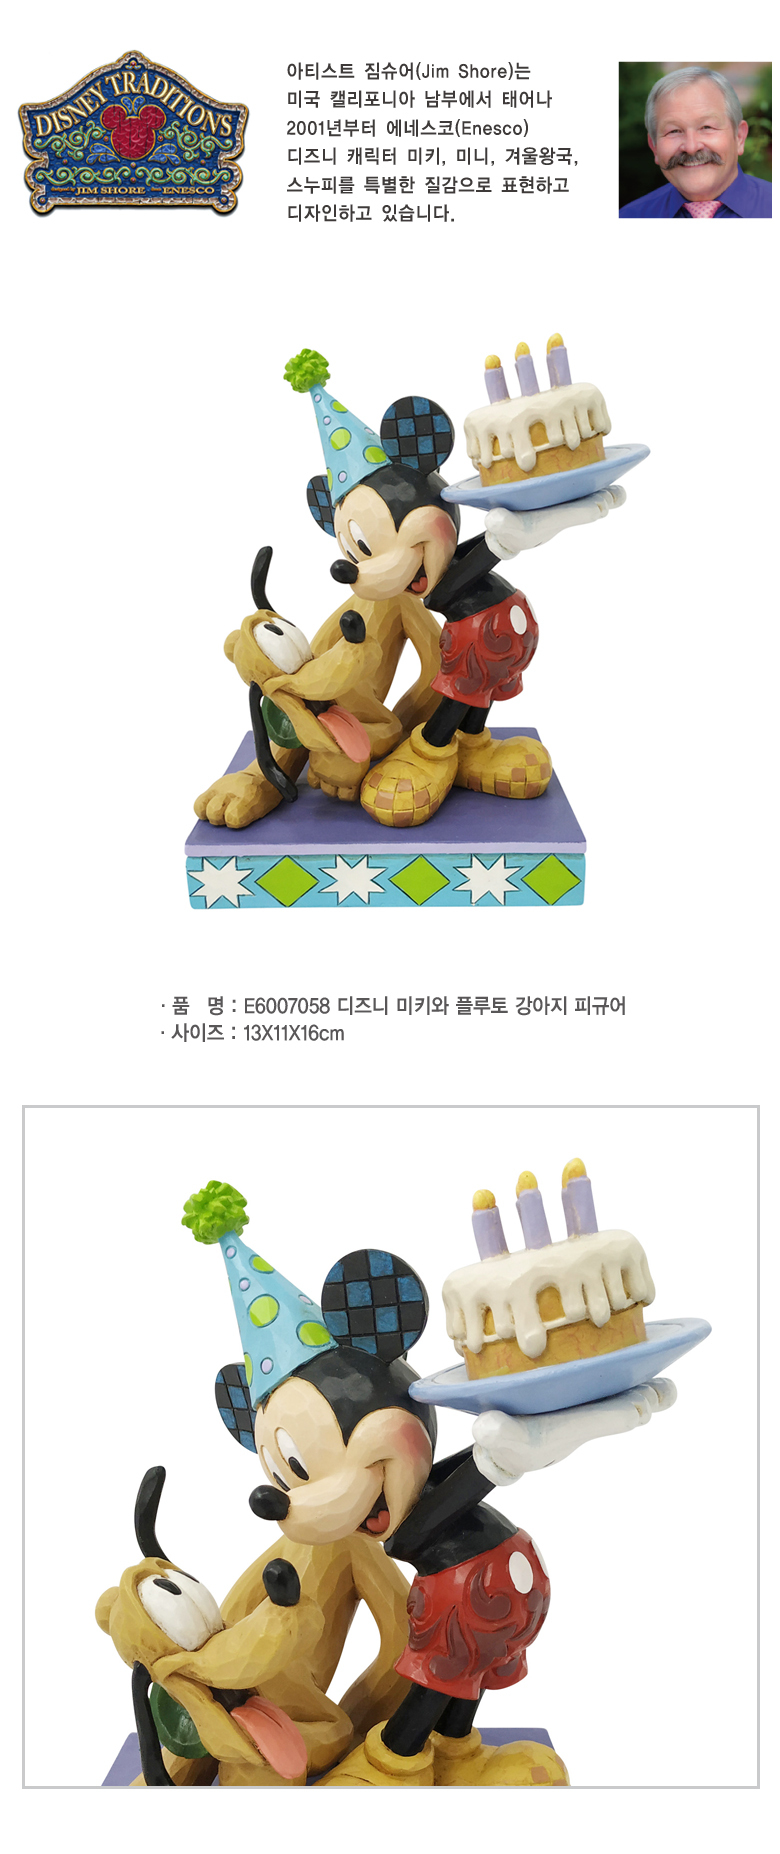 DISNEY TRADITIONS
designed by JIM SHORE from ENESCO
아티스트 짐슈어(Jim Shore)는
미국 캘리포니아 남부에서 태어나
2001년부터 에네스코(Enesco)
디즈니 캐릭터 미키, 미니, 겨울왕국,
스누피를 특별한 질감으로 표현하고
디자인하고 있습니다.
· 품 명 : E6007058 디즈니 미키와 플루토 강아지 피규어
· 사이즈 : 13X11X16cm